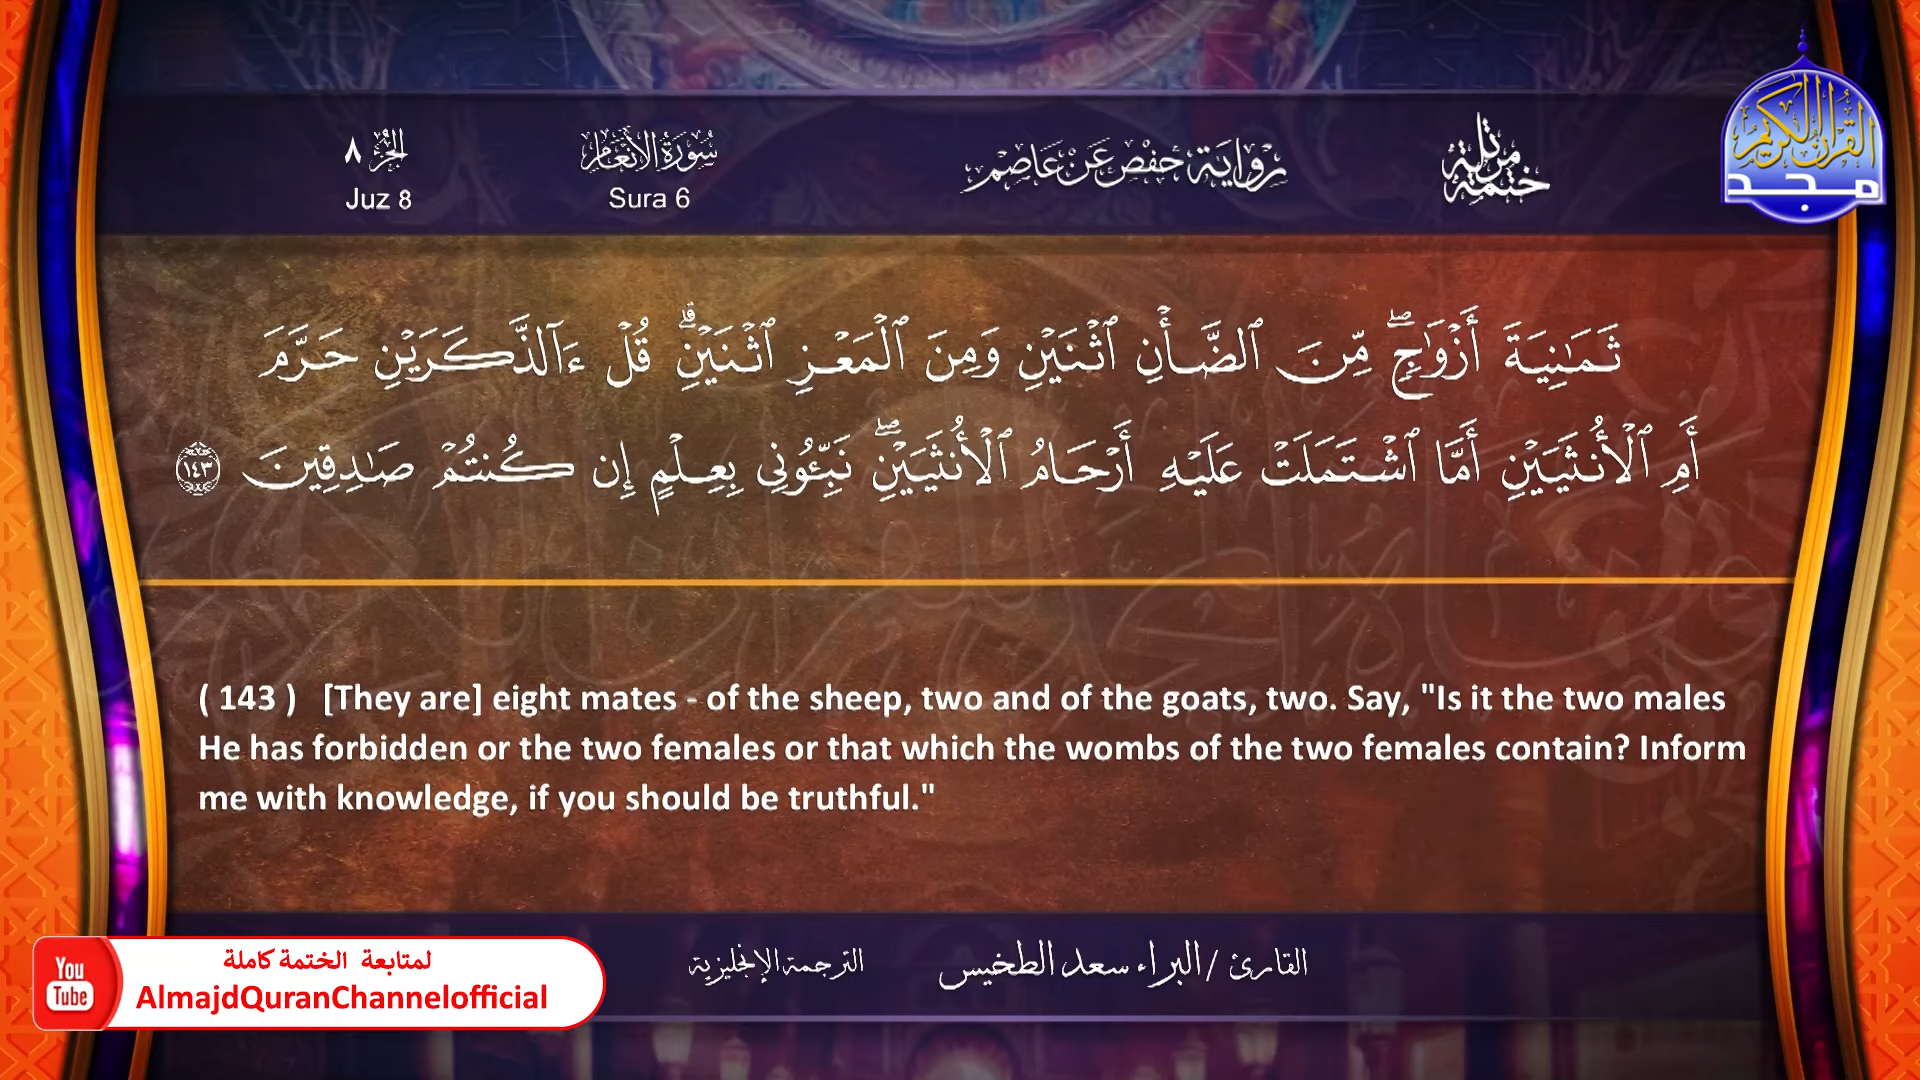 القرآن الكريم
مجد
ختمة مرتلة
رواية حفص عن عاصم
سورة الأنعام
Sura 6
الجزء ٨
Juz 8
ثَمَـٰنِيَةَ أَزْوَٰجٍۖ مِّنَ ٱلضَّأْنِ ٱثْنَيْنِ وَمِنَ ٱلْمَعْزِ ٱثْنَيْنِۗ قُلْ ءَآلذَّكَرَيْنِ حَرَّمَ
أَمِ ٱلْأُنثَيَيْنِ أَمَّا ٱشْتَمَلَتْ عَلَيْهِ أَرْحَامُ ٱلْأُنثَيَيْنِۖ نَبِّـُٔونِى بِعِلْمٍ إِن كُنتُمْ صَـٰدِقِينَ ١٤٣
( 143 ) [They are] eight mates - of the sheep, two and of the goats, two. Say, "Is it the two males
He has forbidden or the two females or that which the wombs of the two females contain? Inform
me with knowledge, if you should be truthful."
القارئ / البراء سعد الطخيس
الترجمة الإنجليزية
You
Tube
لمتابعة الختمة كاملة
AlmajdQuranChannelofficial